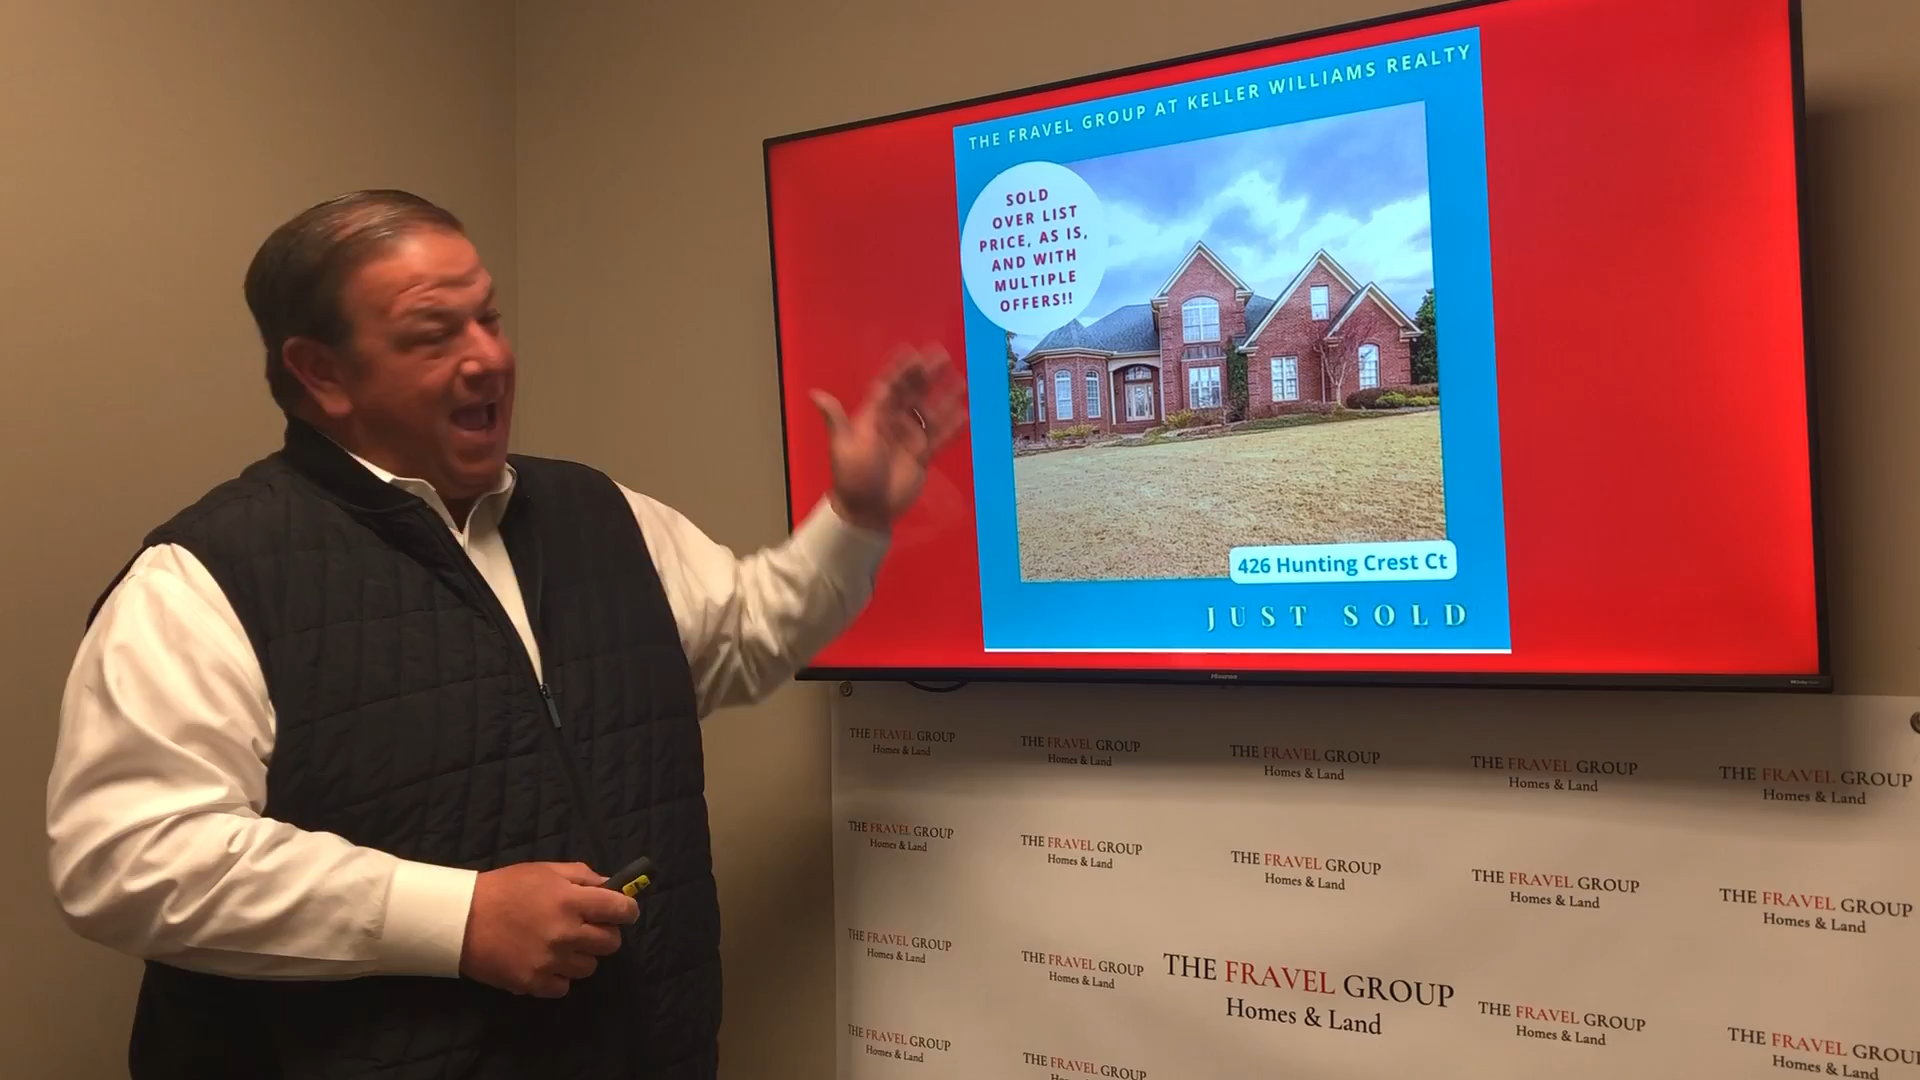 THE FRAVEL GROUP AT KELLER WILLIAMS REALTY
SOLD
OVER LIST
PRICE, AS IS,
AND WITH
MULTIPLE
OFFERS!!
426 Hunting Crest Ct
JUST SOLD
Hisense
THE FRAVEL GROUP
Homes & Land
THE FRAVEL GROUP
Homes & Land
THE FRAVEL GROUP
Homes & Land
THE FRAVEL GROUP
Homes & Land
THE FRAVEL GROUP
Homes & Land
THE FRAVEL GROUP
Homes & Land
THE FRAVEL GROUP
Homes & Land
THE FRAVEL GROUP
Homes & Land
THE FRAVEL GROUP
Homes & Land
THE FRAVEL GROUP
Homes & Land
THE FRAVEL GROUP
Homes & Land
THE FRAVEL GROUP
Homes & Land
THE FRAVEL GROUP
Homes & Land
THE FRAVEL GROUP
Homes & Land
THE FRAVEL GROU
Homes & Land
THE FRAVEL GROUP
Homes & Land
THE FRAVEL GROUP